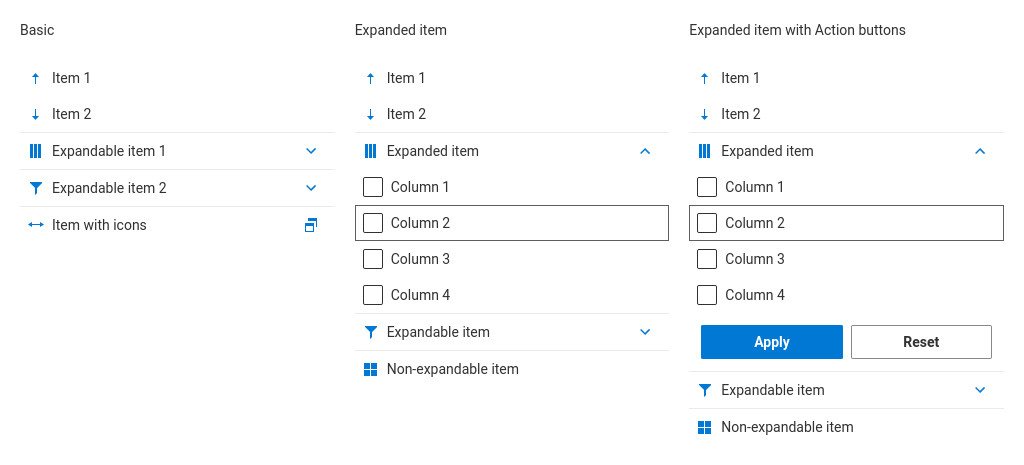 Basic
Item 1
Item 2
Expandable item 1
Expandable item 2
Item with icons
Expanded item
Item 1
Item 2
Expanded item
Column 1
Column 2
Column 3
Column 4
Expandable item
Non-expandable item
Expanded item with Action buttons
Item 1
Item 2
Expanded item
Column 1
Column 2
Column 3
Column 4
Apply
Reset
Expandable item
Non-expandable item